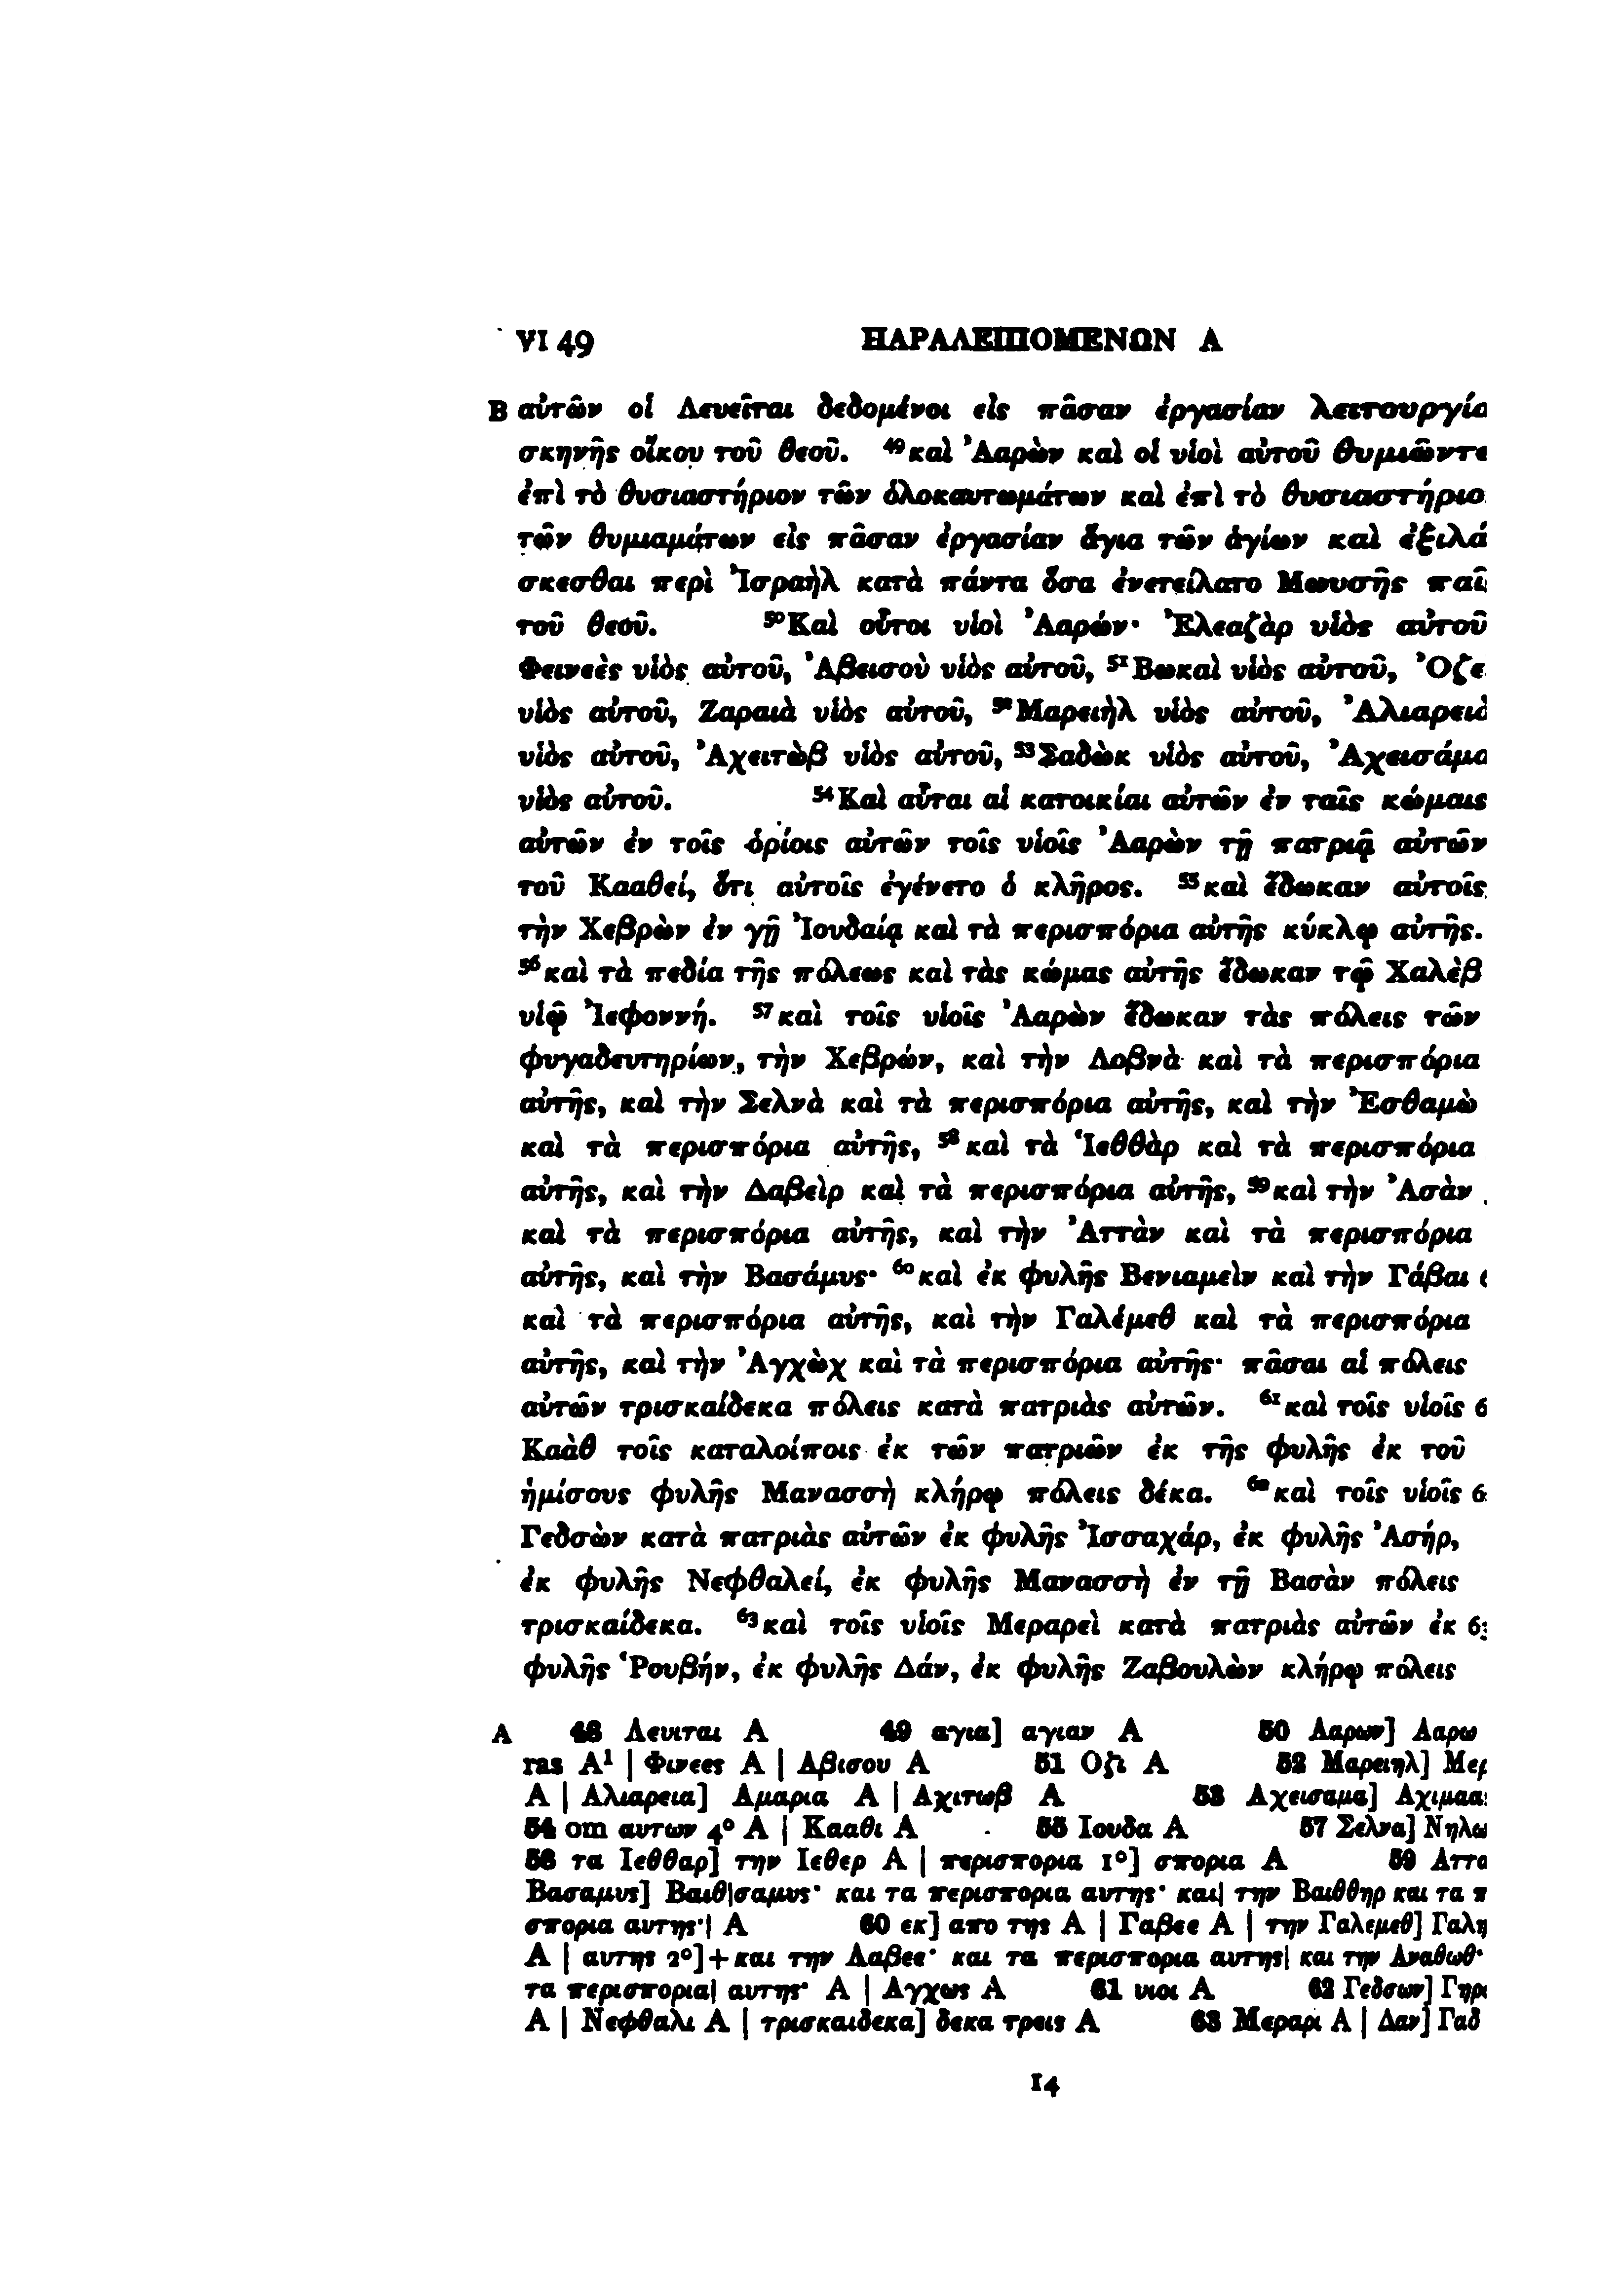 VI 49 ΠΑΡΑΛΕΙΠΟΜΕΝΩΝ Α
B αὐτῶν οἱ Λευεῖται δεδομένοι εἰς πᾶσαν ἐργασίαν
σκηνῆς οἴκου τοῦ θεοῦ. ⁴⁹καὶ Ἀαρὼν καὶ οἱ υἱοὶ αὐτοῦ
ἐπὶ τὸ θυσιαστήριον τῶν ὁλοκαυτωμάτων καὶ ἐπὶ τὸ
τῶν θυμιαμάτων εἰς πᾶσαν ἐργασίαν ἅγια τῶν ἁγίων καὶ ἐξιλά
σκεσθαι περὶ Ἰσραὴλ κατὰ πάντα ὅσα ἐνετείλατο Μωυσῆς
τοῦ θεοῦ. ⁵⁰Καὶ οὗτοι υἱοὶ Ἀαρών· Ἐλεαζὰρ υἱὸς αὐτοῦ
Φεινεὲς υἱὸς αὐτοῦ, Ἀβεισοὺ υἱὸς αὐτοῦ, ⁵¹Βωκαὶ υἱὸς αὐτοῦ, Ὀζε
υἱὸς αὐτοῦ, Ζαραιὰ υἱὸς αὐτοῦ, ⁵²Μαρειὴλ υἱὸς αὐτοῦ,
υἱὸς αὐτοῦ, Ἀχειτὼβ υἱὸς αὐτοῦ, ⁵³Σαδὼκ υἱὸς αὐτοῦ,
υἱὸς αὐτοῦ. ⁵⁴Καὶ αὗται αἱ κατοικίαι αὐτῶν ἐν ταῖς κώμαις
αὐτῶν ἐν τοῖς ὁρίοις αὐτῶν τοῖς υἱοῖς Ἀαρὼν τῇ πατριᾷ αὐτῶν
τοῦ Κααθεί, ὅτι αὐτοῖς ἐγένετο ὁ κλῆρος. ⁵⁵καὶ ἔδωκαν αὐτοῖς
τὴν Χεβρὼν ἐν γῇ Ἰουδαίᾳ καὶ τὰ περισπόρια αὐτῆς κύκλῳ αὐτῆς.
⁵⁶καὶ τὰ πεδία τῆς πόλεως καὶ τὰς κώμας αὐτῆς ἔδωκαν τῷ Χαλὲβ
υἱῷ Ἰεφοννή. ⁵⁷καὶ τοῖς υἱοῖς Ἀαρὼν ἔδωκαν τὰς πόλεις τῶν
φυγαδευτηρίων, τὴν Χεβρών, καὶ τὴν Λοβνὰ καὶ τὰ περισπόρια
αὐτῆς, καὶ τὴν Σελνὰ καὶ τὰ περισπόρια αὐτῆς, καὶ τὴν Ἐσθαμὼ
καὶ τὰ περισπόρια αὐτῆς, ⁵⁸καὶ τὰ Ἰεθθὰρ καὶ τὰ περισπόρια
αὐτῆς, καὶ τὴν Δαβεὶρ καὶ τὰ περισπόρια αὐτῆς, ⁵⁹καὶ τὴν Ἀσὰν
καὶ τὰ περισπόρια αὐτῆς, καὶ τὴν Ἀττὰν καὶ τὰ περισπόρια
αὐτῆς, καὶ τὴν Βασάμυς· ⁶⁰καὶ ἐκ φυλῆς Βενιαμεὶν καὶ τὴν Γάβαι
καὶ τὰ περισπόρια αὐτῆς, καὶ τὴν Γαλέμεθ καὶ τὰ περισπόρια
αὐτῆς, καὶ τὴν Ἀγχὼχ καὶ τὰ περισπόρια αὐτῆς· πᾶσαι αἱ πόλεις
αὐτῶν τρισκαίδεκα πόλεις κατὰ πατριὰς αὐτῶν. ⁶¹καὶ τοῖς υἱοῖς 6
Καὰθ τοῖς καταλοίποις ἐκ τῶν πατριῶν ἐκ τῆς φυλῆς ἐκ τοῦ
ἡμίσους φυλῆς Μανασσὴ κλήρῳ πόλεις δέκα. ⁶²καὶ τοῖς υἱοῖς 6
Γεδσὼν κατὰ πατριὰς αὐτῶν ἐκ φυλῆς Ἰσσαχάρ, ἐκ φυλῆς Ἀσήρ,
ἐκ φυλῆς Νεφθαλεί, ἐκ φυλῆς Μανασσὴ ἐν τῇ Βασὰν πόλεις
τρισκαίδεκα. ⁶³καὶ τοῖς υἱοῖς Μεραρεὶ κατὰ πατριὰς αὐτῶν ἐκ 63
φυλῆς Ῥουβήν, ἐκ φυλῆς Δάν, ἐκ φυλῆς Ζαβουλὼν κλήρῳ πόλεις
A 48 Λευιται A 49 αγια] αγιαν A 50 Ααρων] Ααρω
ras A¹ | Φινεες A | Αβισου A 51 Οζι A 52 Μαρειηλ] Μερ
A | Αλιαρεια] Αμαρια A | Αχιτωβ A 53 Αχεισαμα] Αχιμαα
54 om αυτων 4° A | Κααθι A 55 Ιουδα A 57 Σελνα] Νηλω
58 τα Ιεθθαρ] την Ιεθερ A | περισπορια 1°] σπορια A 59 Αττα
Βασαμυς] Βαιθ|σαμυς· και τα περισπορια αυτης· και| την Βαιθθηρ και τα π
σπορια αυτης·| A 60 εκ] απο της A | Γαβεε A | την Γαλεμεθ] Γαλη
A | αυτης 2°]+και την Λαβεε· και τα περισπορια αυτης| και την Αναθωθ·
τα περισπορια| αυτης· A | Αγχως A 61 υιοι A 62 Γεδσων] Γηρ
A | Νεφθαλι A | τρισκαιδεκα] δεκα τρεις A 63 Μεραρι A | Δαν] Γαδ
14